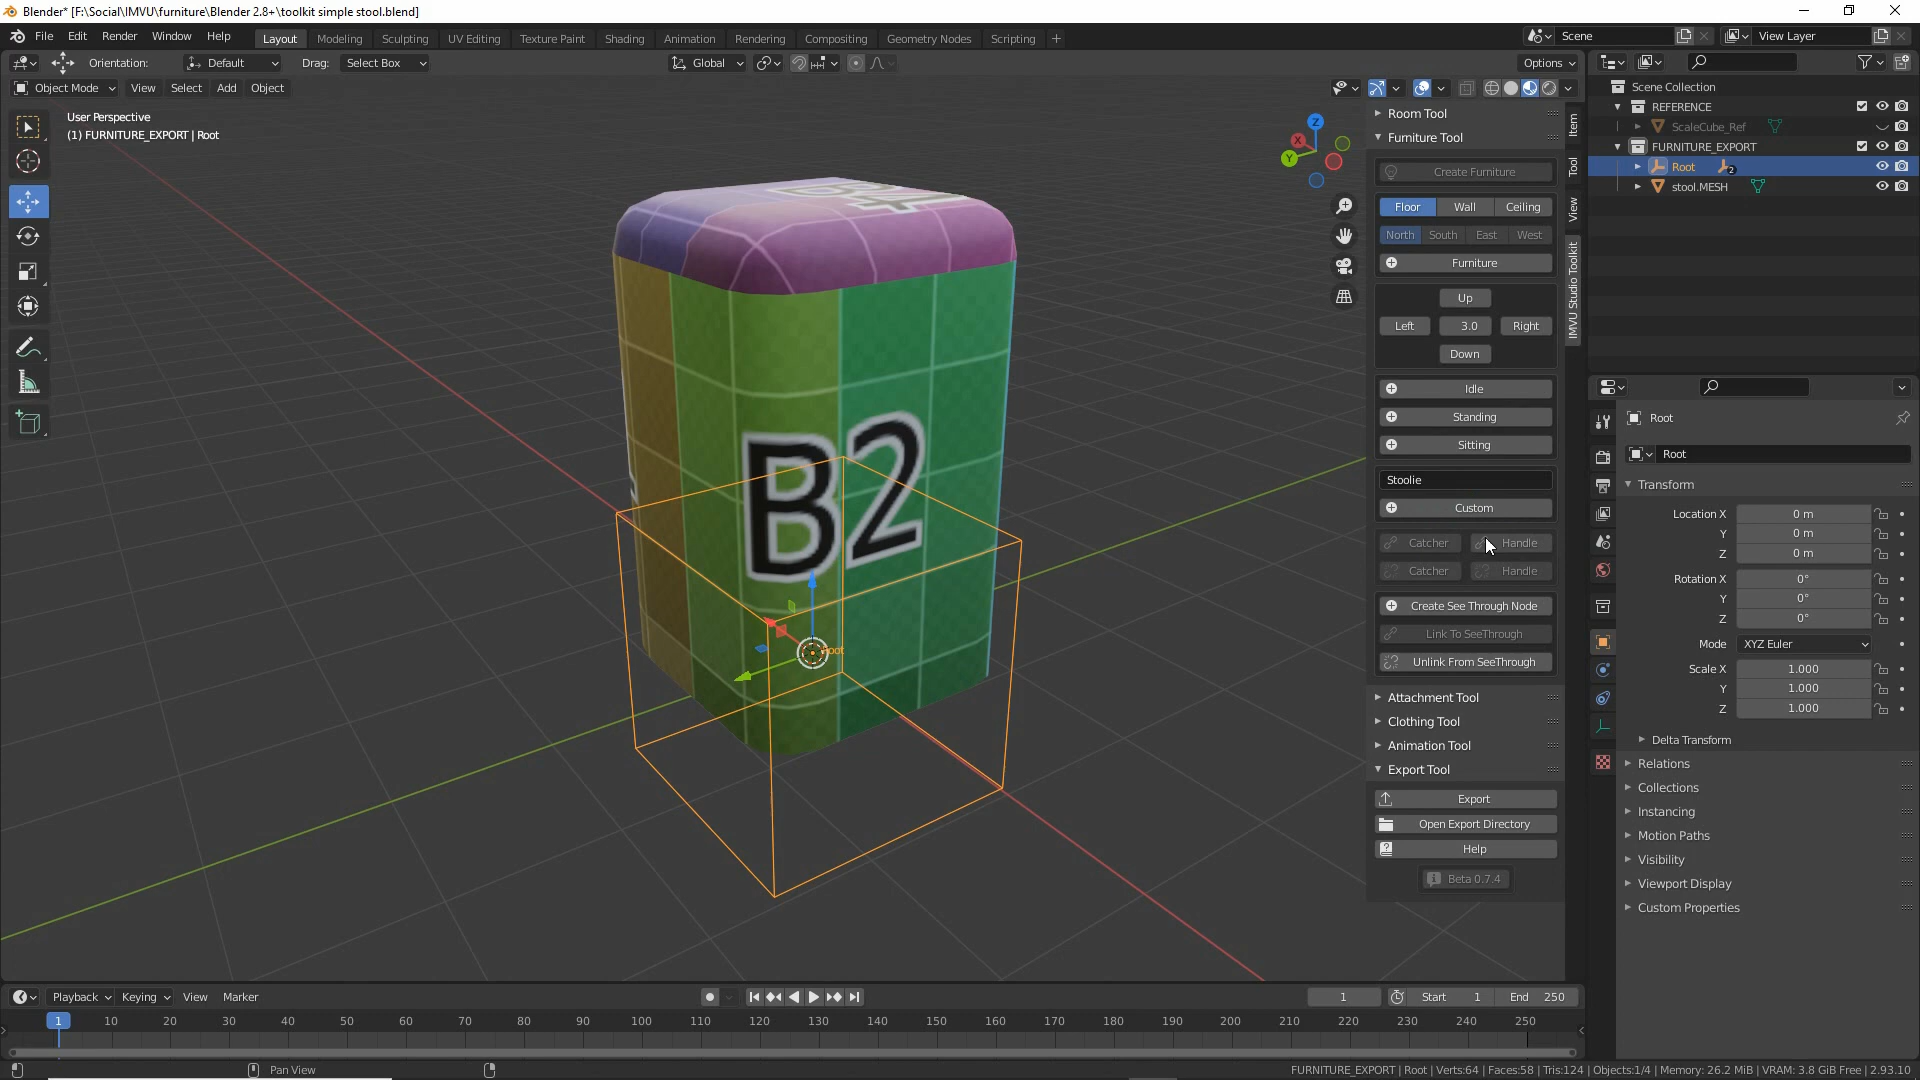 Blender* [F:\Social\IMVU\furniture\Blender 2.8+\toolkit simple stool.blend]
File Edit Render Window Help Layout Modeling Sculpting UV Editing Texture Paint Shading Animation Rendering Compositing Geometry Nodes Scripting + Scene View Layer
Orientation: Default Drag: Select Box Global Options
Object Mode View Select Add Object
User Perspective
(1) FURNITURE_EXPORT | Root
Z
X
Y
B2
Root
Room Tool
Furniture Tool
Create Furniture
Floor Wall Ceiling
North South East West
Furniture
Up
Left 3.0 Right
Down
Idle
Standing
Sitting
Stoolie
Custom
Catcher Handle
Catcher Handle
Create See Through Node
Link To SeeThrough
Unlink From SeeThrough
Attachment Tool
Clothing Tool
Animation Tool
Export Tool
Export
Open Export Directory
Help
Beta 0.7.4
Item
Tool
View
IMVU Studio Toolkit
Scene Collection
REFERENCE
ScaleCube_Ref
FURNITURE_EXPORT
Root 2
stool.MESH
Root
Root
Transform
Location X 0 m
Y 0 m
Z 0 m
Rotation X 0°
Y 0°
Z 0°
Mode XYZ Euler
Scale X 1.000
Y 1.000
Z 1.000
Delta Transform
Relations
Collections
Instancing
Motion Paths
Visibility
Viewport Display
Custom Properties
Playback Keying View Marker 1 Start 1 End 250
1 10 20 30 40 50 60 70 80 90 100 110 120 130 140 150 160 170 180 190 200 210 220 230 240 250
Pan View
FURNITURE_EXPORT | Root | Verts:64 | Faces:58 | Tris:124 | Objects:1/4 | Memory: 26.2 MiB | VRAM: 3.8 GiB Free | 2.93.10